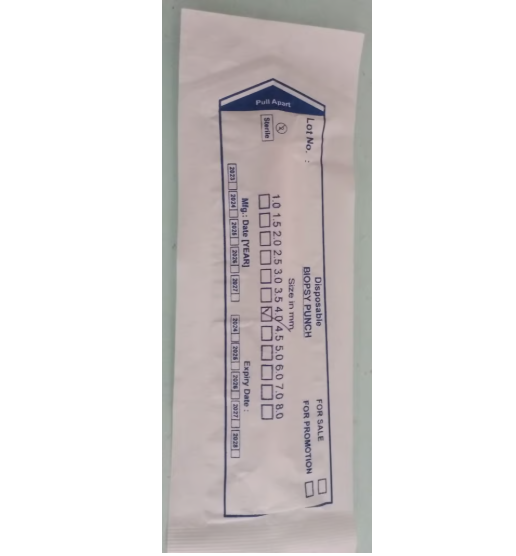 Pull Apart
Lot No. :
Sterile
Disposable
BIOPSY PUNCH
FOR SALE
FOR PROMOTION
Size in mm
1.0 1.5 2.0 2.5 3.0 3.5 4.0 4.5 5.0 6.0 7.0 8.0
Mfg.: Date [YEAR]
Expiry Date :
2023 2024 2025 2026 2027
2024 2025 2026 2027 2028